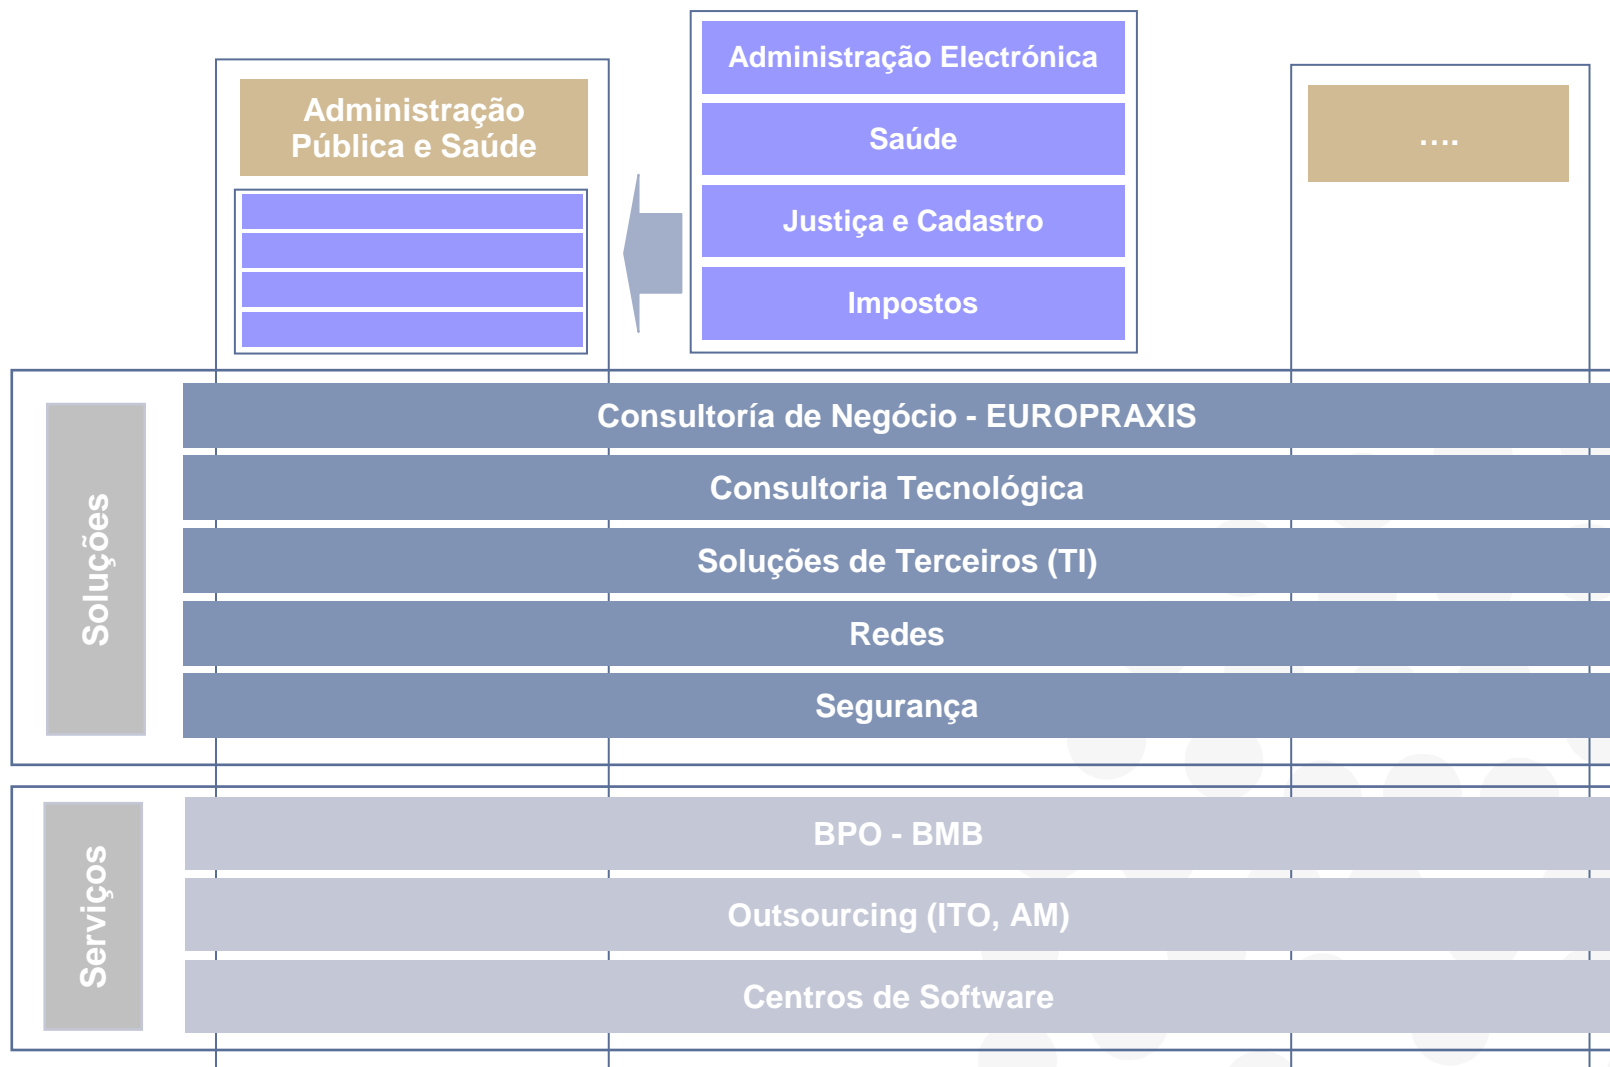 Administração
Pública e Saúde
Administração Electrónica
Saúde
Justiça e Cadastro
Impostos
....
Soluções
Consultoría de Negócio - EUROPRAXIS
Consultoria Tecnológica
Soluções de Terceiros (TI)
Redes
Segurança
Serviços
BPO - BMB
Outsourcing (ITO, AM)
Centros de Software